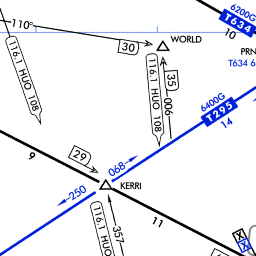 6200G
T634
10
110°
116.1 HUO 108
30
WORLD
PRN
T634 6
116.1 HUO 108
35
006
6400G
T295
14
9
29
068
KERRI
250
116.1 HUO
357
11
X
X